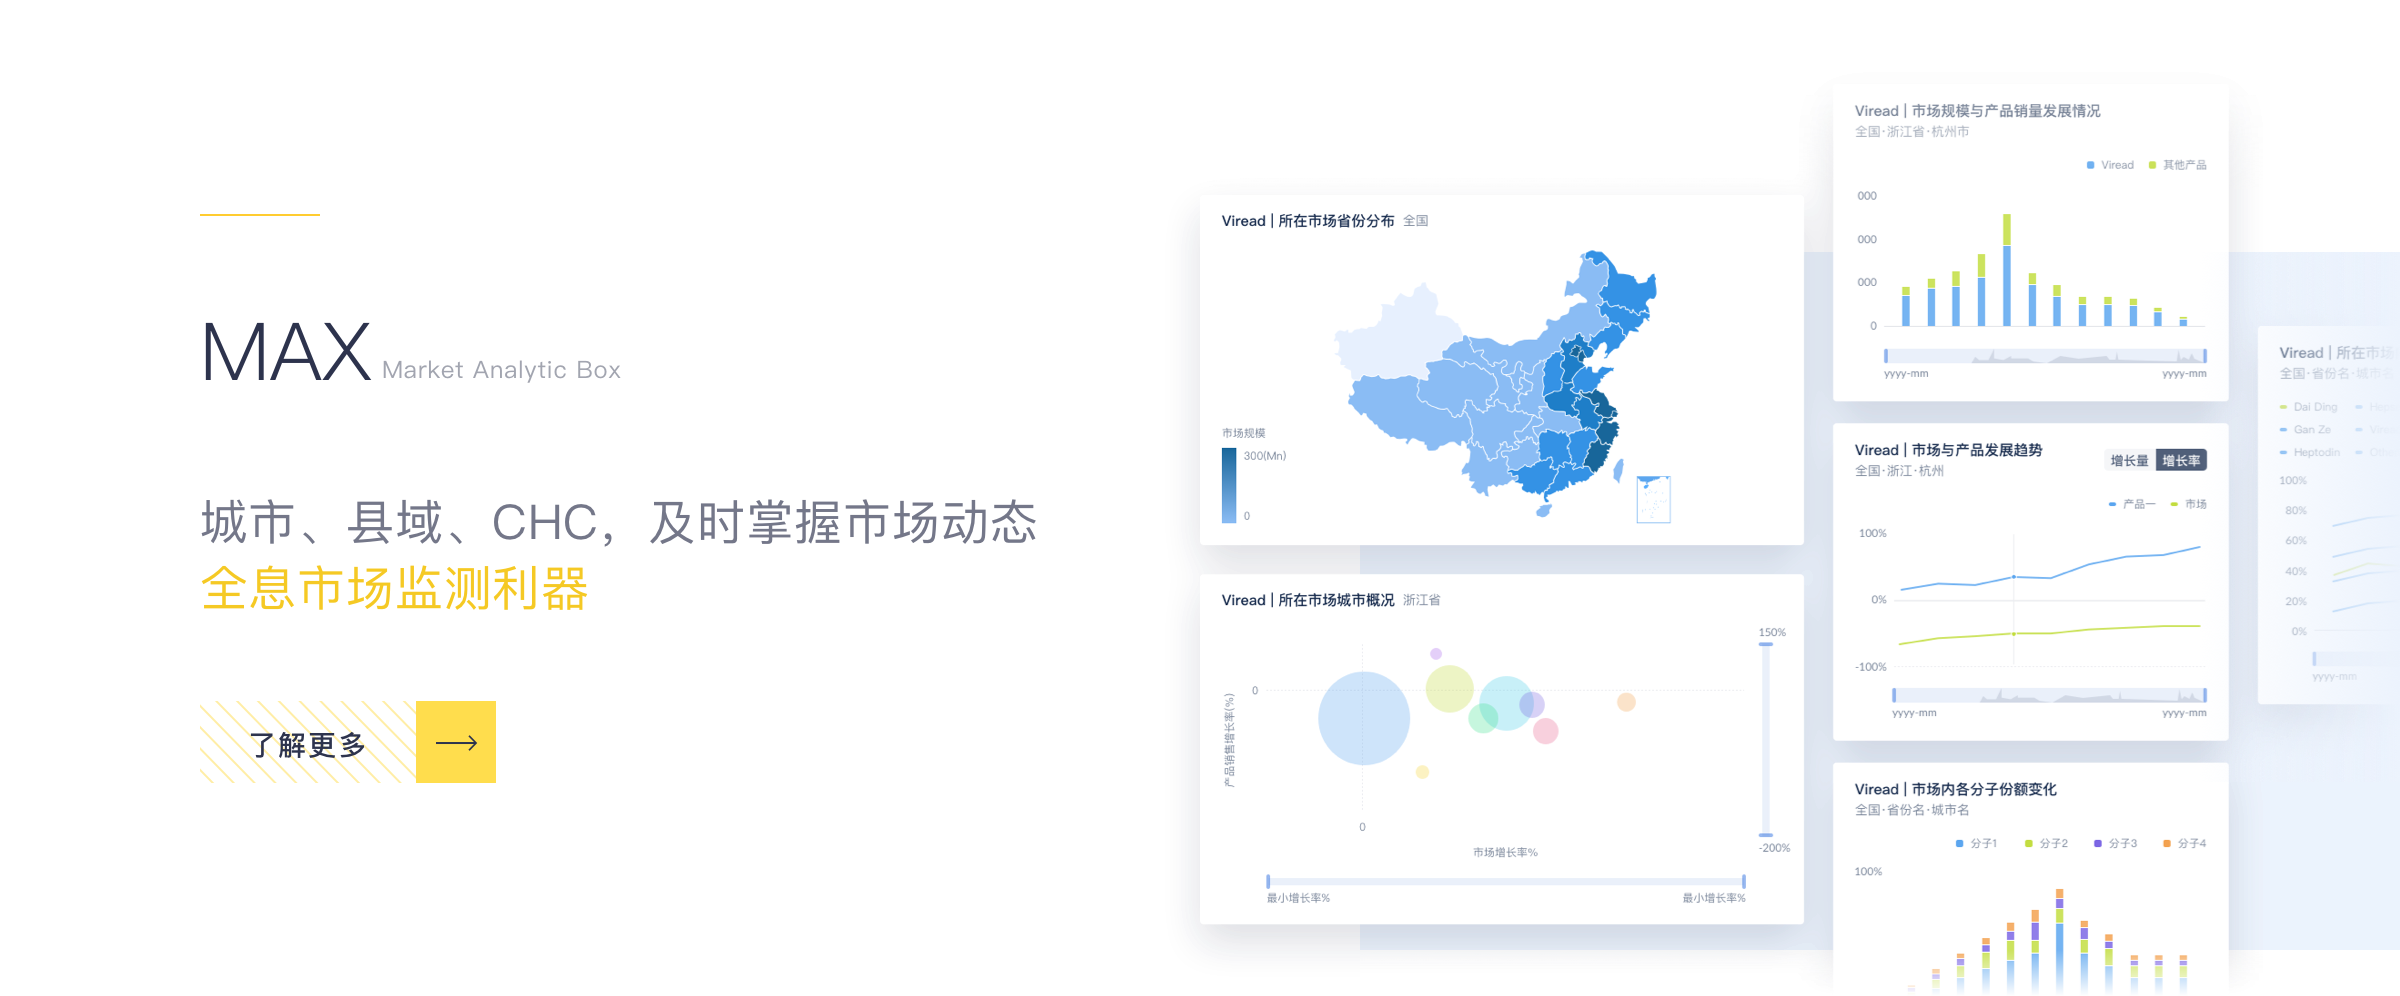 MAX Market Analytic Box
城市、县域、CHC，及时掌握市场动态
全息市场监测利器
了解更多
Viread | 所在市场省份分布 全国
市场规模
300(Mn)
0
Viread | 所在市场城市概况 浙江省
150%
0
产品销售增长率(%)
0
-200%
市场增长率%
最小增长率% 最小增长率%
Viread | 市场规模与产品销量发展情况
全国·浙江省·杭州市
Viread 其他产品
000
000
000
0
yyyy-mm yyyy-mm
Viread | 市场与产品发展趋势
全国·浙江·杭州
增长量 增长率
产品一 市场
100%
0%
-100%
yyyy-mm yyyy-mm
Viread | 市场内各分子份额变化
全国·省份名·城市名
分子1 分子2 分子3 分子4
100%
Viread | 所在市场
全国·省份名·城市名
Dai Ding
Gan Ze
Heptodin
100%
80%
60%
40%
20%
0%
yyyy-mm